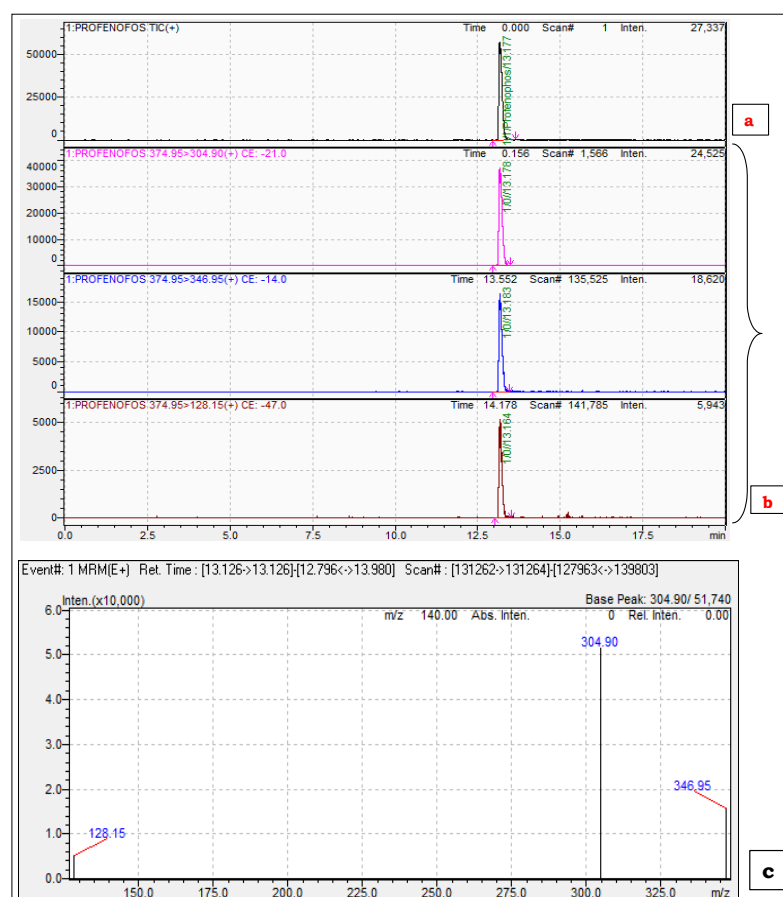 1:PROFENOFOS TIC(+) Time 0.000 Scan# 1 Inten. 27,337
50000
25000
0
a
1:PROFENOFOS 374.95>304.90(+) CE: -21.0 Time 0.156 Scan# 1,566 Inten. 24,525
40000
30000
20000
10000
0
1/0//13.178
1:PROFENOFOS 374.95>346.95(+) CE: -14.0 Time 13.552 Scan# 135,525 Inten. 18,620
15000
10000
5000
0
1/0//13.183
1:PROFENOFOS 374.95>128.15(+) CE: -47.0 Time 14.178 Scan# 141,785 Inten. 5,943
5000
2500
0
1/0//13.164
b
0.0 2.5 5.0 7.5 10.0 12.5 15.0 17.5 min
Event#: 1 MRM(E+) Ret. Time : [13.126->13.126]-[12.796<->13.980] Scan# : [131262->131264]-[127963<->139803]
Inten.(x10,000) Base Peak: 304.90/ 51,740
m/z 140.00 Abs. Inten. 0 Rel. Inten. 0.00
6.0
5.0
4.0
3.0
2.0
1.0
0.0
304.90
346.95
128.15
c
150.0 175.0 200.0 225.0 250.0 275.0 300.0 325.0 m/z